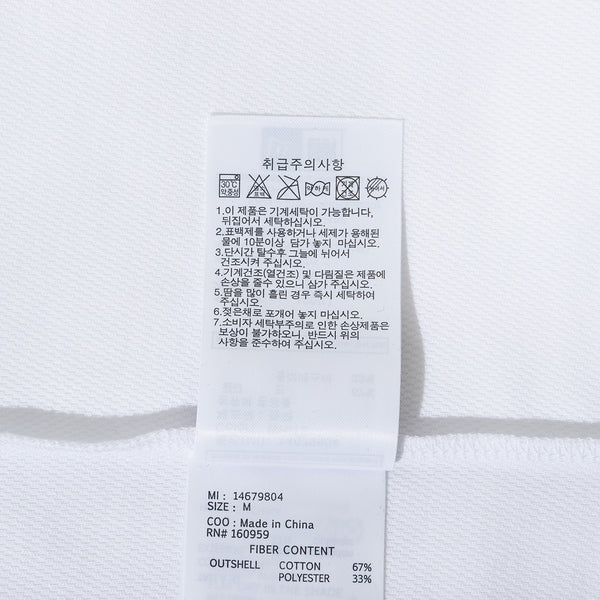 취급주의사항
30℃
약중성
염소
표백
약하게
뉘어서
1.이 제품은 기계세탁이 가능합니다,
뒤집어서 세탁하십시오.
2.표백제를 사용하거나 세제가 용해된
물에 10분이상 담가 놓지 마십시오.
3.단시간 탈수후 그늘에 뉘어서
건조시켜 주십시오.
4.기계건조(열건조) 및 다림질은 제품에
손상을 줄수 있으니 삼가 주십시오.
5.땀을 많이 흘린 경우 즉시 세탁하여
주십시오.
6.젖은채로 포개어 놓지 마십시오.
7.소비자 세탁부주의로 인한 손상제품은
보상이 불가하오니, 반드시 위의
사항을 준수하여 주십시오.
MI : 14679804
SIZE : M
COO : Made in China
RN# 160959
FIBER CONTENT
OUTSHELL COTTON 67%
POLYESTER 33%